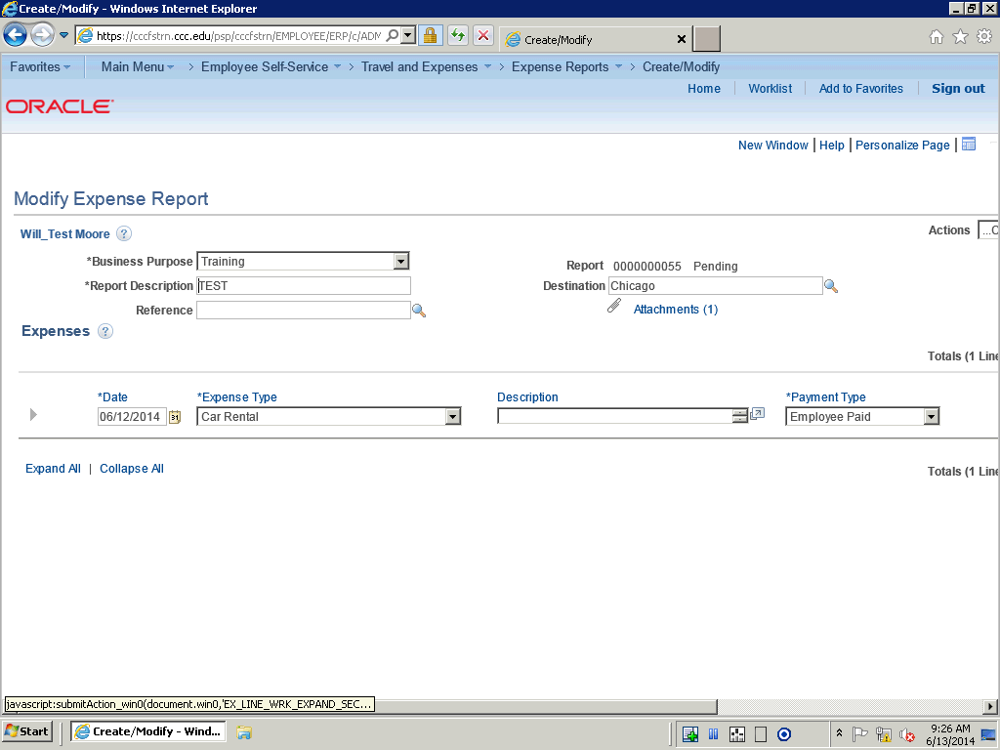 Create/Modify - Windows Internet Explorer
https://cccfstrn.ccc.edu/psp/cccfstrn/EMPLOYEE/ERP/c/ADM
Create/Modify
Favorites Main Menu > Employee Self-Service > Travel and Expenses > Expense Reports > Create/Modify
Home Worklist Add to Favorites Sign out
ORACLE
New Window | Help | Personalize Page |
Modify Expense Report
Will_Test Moore ?
Actions ...C
*Business Purpose Training
Report 0000000055 Pending
*Report Description TEST
Destination Chicago
Reference
Attachments (1)
Expenses ?
Totals (1 Line
*Date *Expense Type Description *Payment Type
06/12/2014 31 Car Rental Employee Paid
Expand All | Collapse All
Totals (1 Line
javascript:submitAction_win0(document.win0,'EX_LINE_WRK_EXPAND_SEC...
Start Create/Modify - Wind...
9:26 AM
6/13/2014